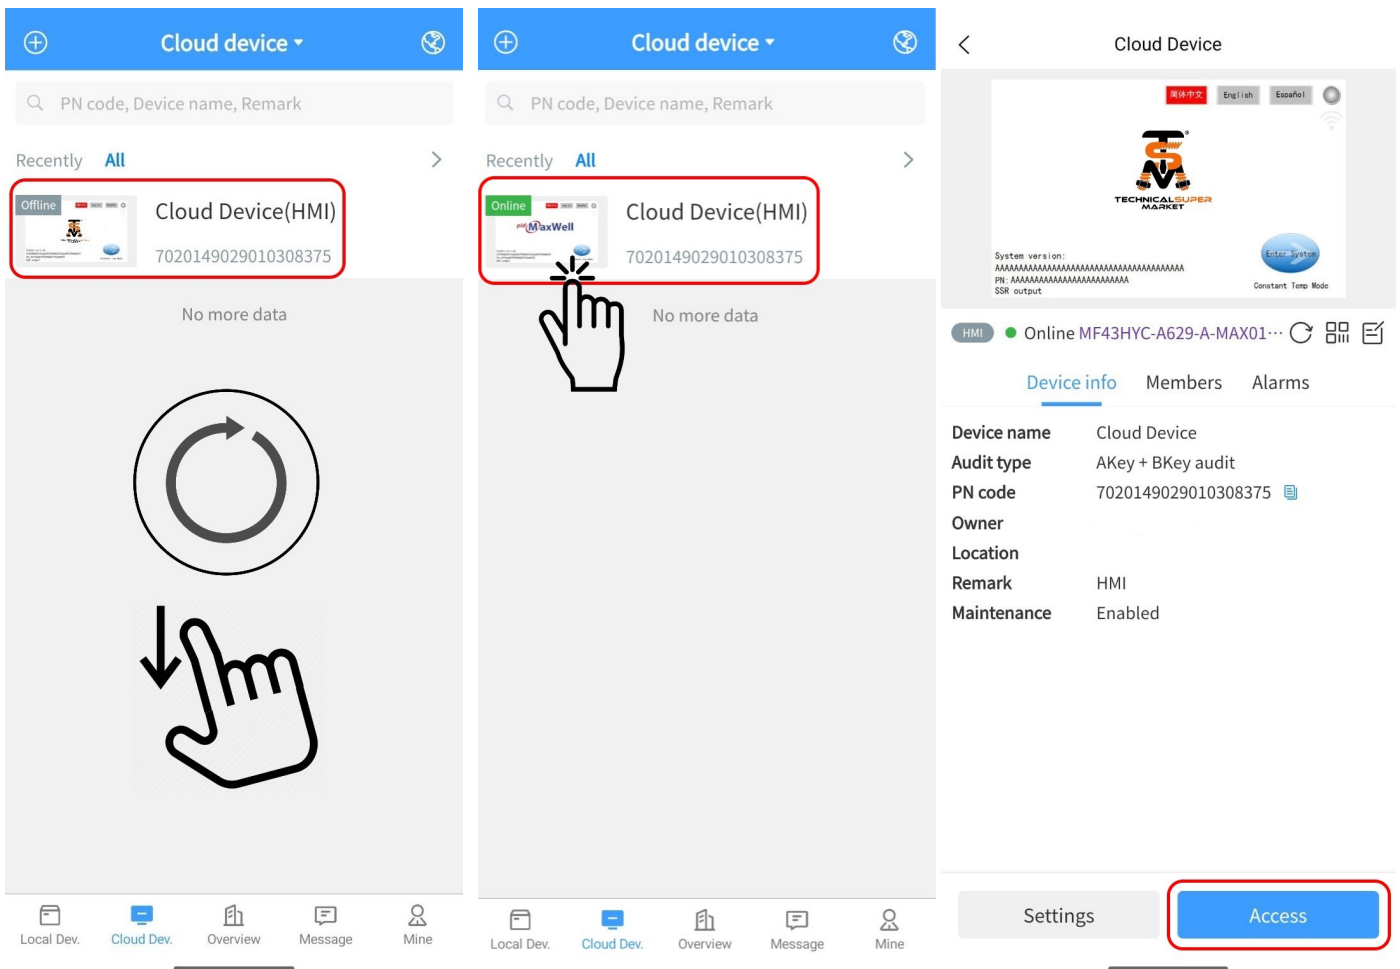 Cloud device
PN code, Device name, Remark
Recently All
Offline
Cloud Device(HMI)
7020149029010308375
No more data
Local Dev.
Cloud Dev.
Overview
Message
Mine
Cloud device
PN code, Device name, Remark
Recently All
Online
MaxWell
Cloud Device(HMI)
7020149029010308375
No more data
Local Dev.
Cloud Dev.
Overview
Message
Mine
Cloud Device
简体中文 English Español
TSM
TECHNICALSUPER
MARKET
System version:
PN:AAAAAAAAAAAAAAAAAAAAAAAAA
SSR output
Enter System
Constant Temp Mode
HMI Online MF43HYC-A629-A-MAX01···
Device info Members Alarms
Device name Cloud Device
Audit type AKey + BKey audit
PN code 7020149029010308375
Owner
Location
Remark HMI
Maintenance Enabled
Settings
Access